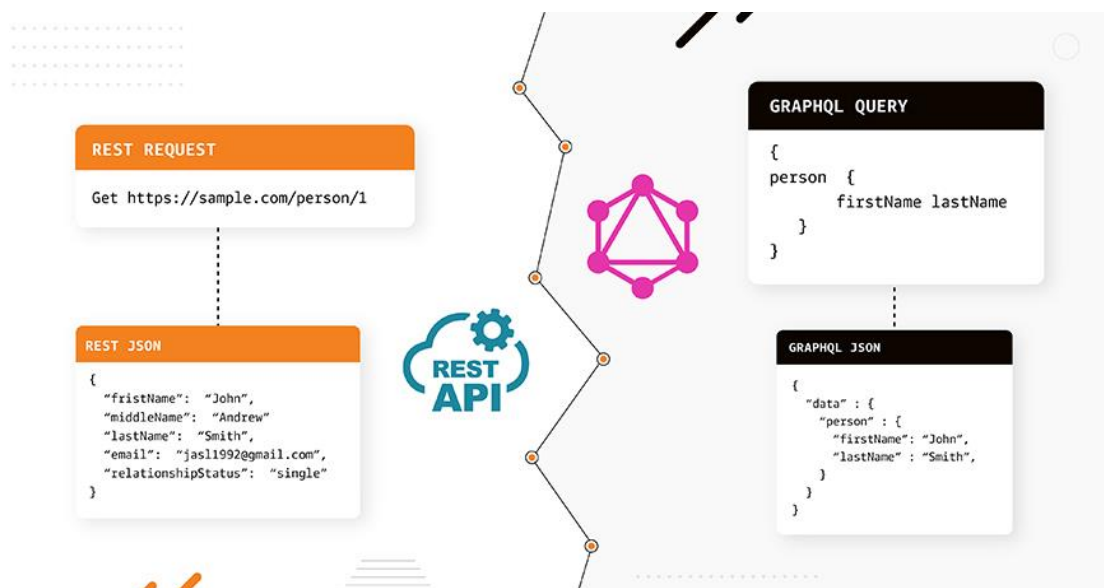 REST REQUEST
Get https://sample.com/person/1
REST JSON
{
“fristName”: “John”,
“middleName”: “Andrew”
“lastName”: “Smith”,
“email”: “jasl1992@gmail.com”,
“relationshipStatus”: “single”
}
REST
API
GRAPHQL QUERY
{
person {
firstName lastName
}
}
GRAPHQL JSON
{
“data” : {
“person” : {
“firstName”: “John”,
“lastName” : “Smith”,
}
}
}